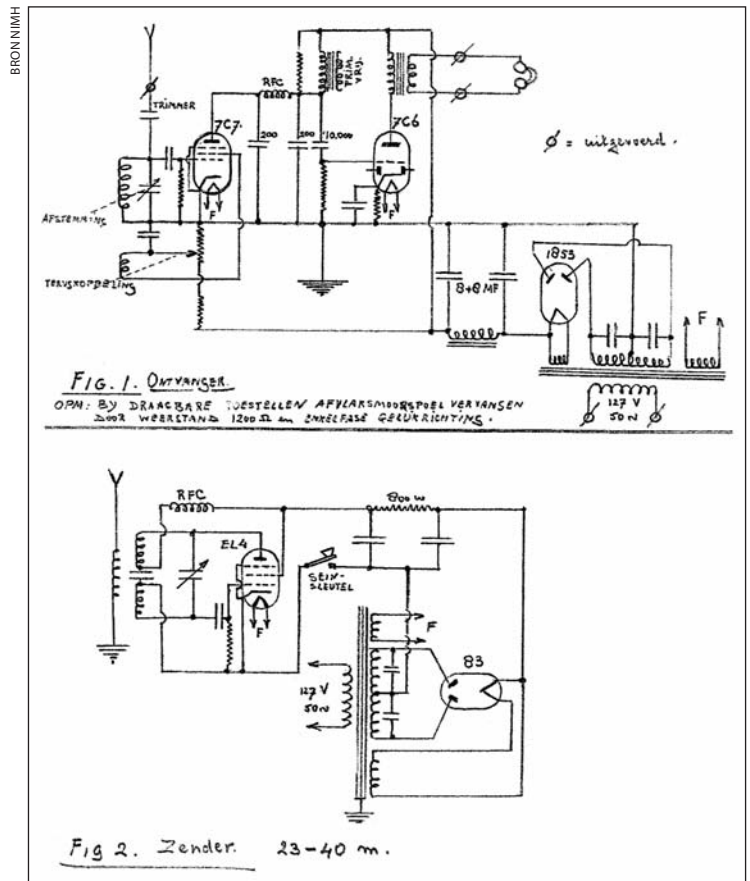 BRON NIMH
TRIMMER
7C7.
RFC
200
200
10.000
TRIM
VRIJ.
7C6
∅ = uitgevoerd.
AFSTEMMING
TERUGKOPPELING
F
F
8+8 MF
1853
F
127 V
50 N
FIG. 1. ONTVANGER.
OPM: BY DRAAGBARE TOESTELLEN AFVLAKSMOORSPOEL VERVANGEN
DOOR WEERSTAND 1200 Ω en ENKELFASE GELIJKRICHTING.
RFC
EL4
F
SEIN-
SLEUTEL
800 W
F
83
127 V
50 N
Fig 2. Zender. 23-40 m.